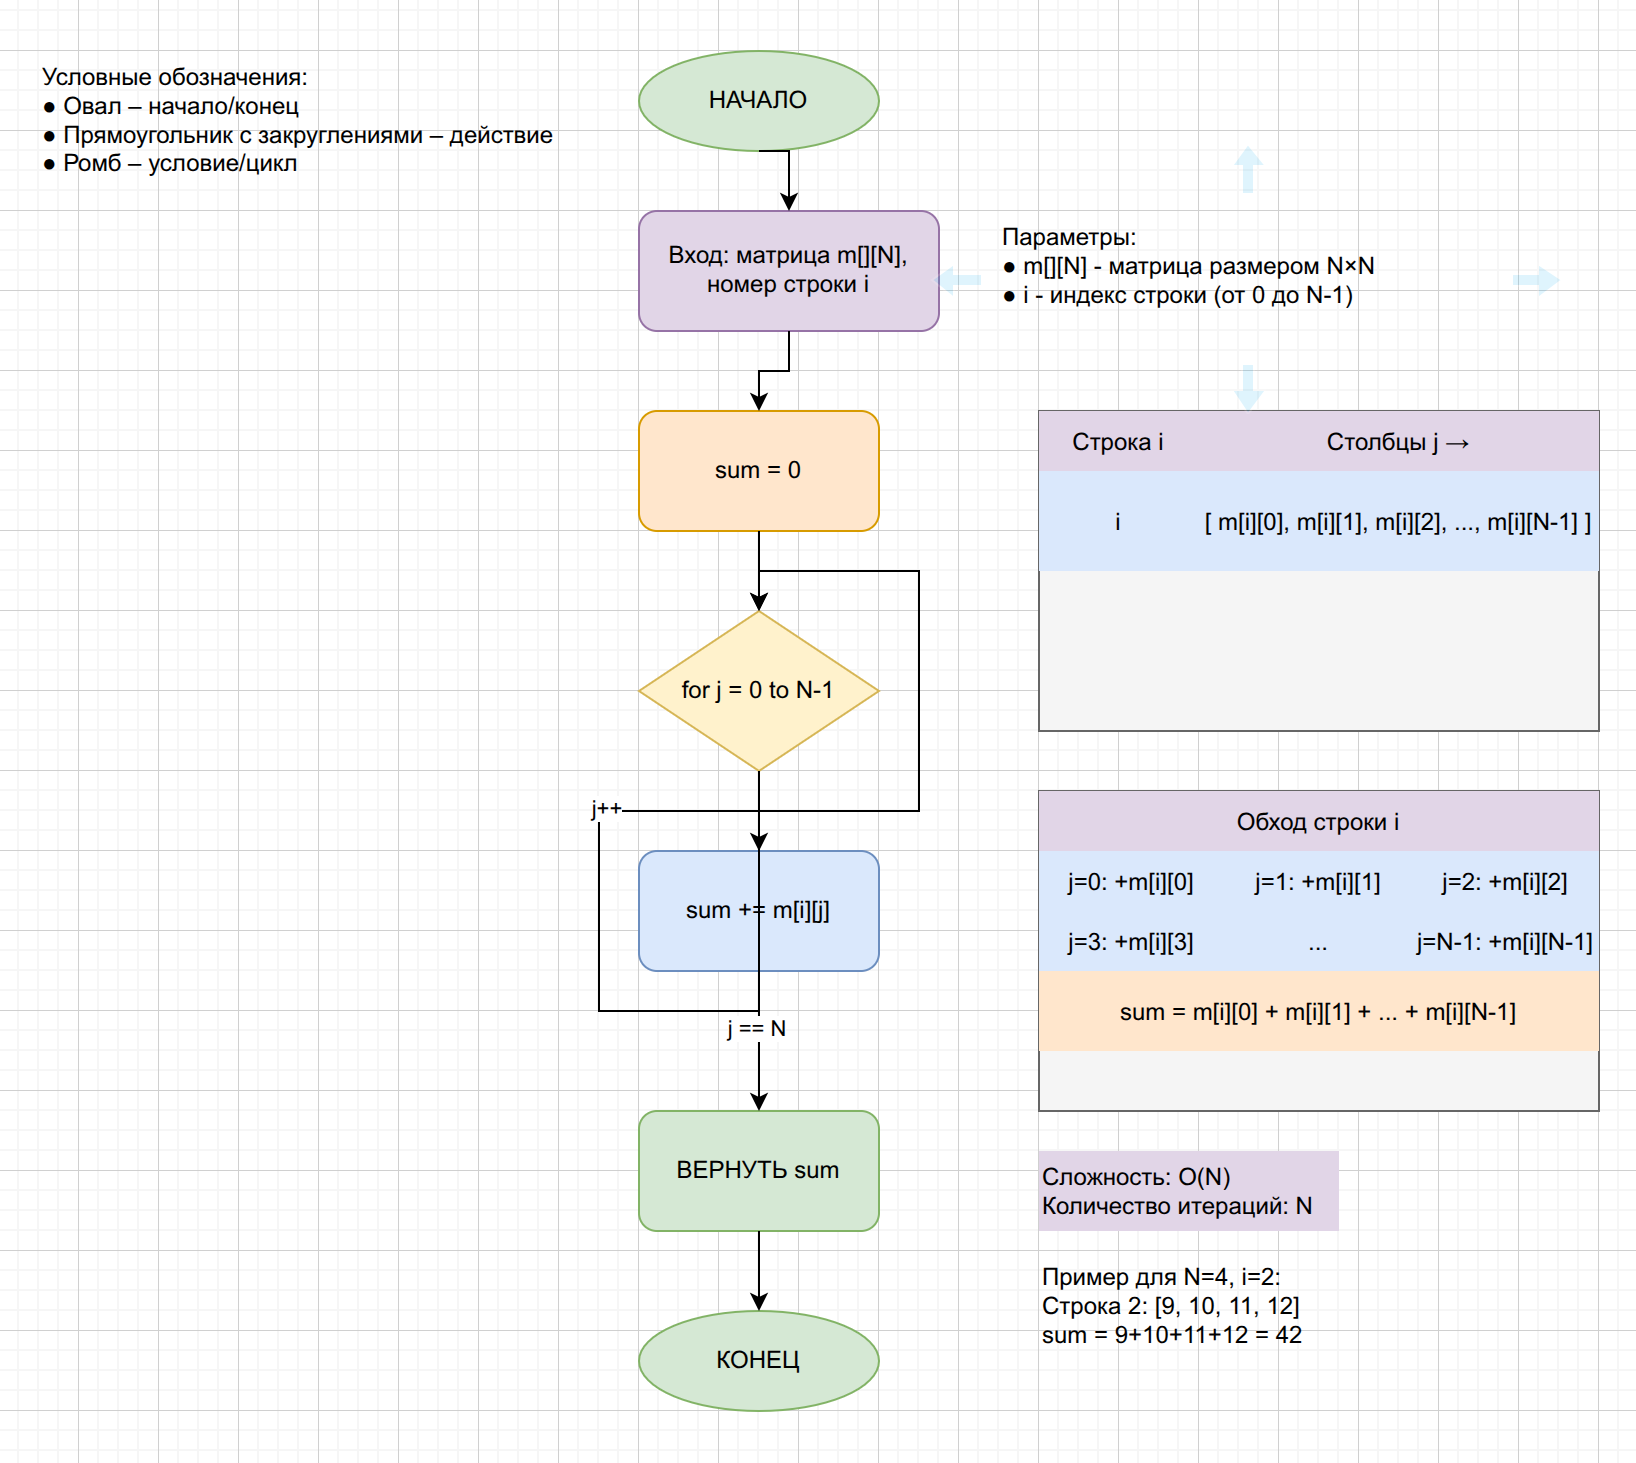 Условные обозначения:
● Овал – начало/конец
● Прямоугольник с закруглениями – действие
● Ромб – условие/цикл
НАЧАЛО
Вход: матрица m[][N],
номер строки i
Параметры:
● m[][N] - матрица размером N×N
● i - индекс строки (от 0 до N-1)
sum = 0
Строка i
Столбцы j →
i
[ m[i][0], m[i][1], m[i][2], ..., m[i][N-1] ]
for j = 0 to N-1
j++
sum += m[i][j]
j == N
Обход строки i
j=0: +m[i][0]
j=1: +m[i][1]
j=2: +m[i][2]
j=3: +m[i][3]
...
j=N-1: +m[i][N-1]
sum = m[i][0] + m[i][1] + ... + m[i][N-1]
ВЕРНУТЬ sum
Сложность: O(N)
Количество итераций: N
Пример для N=4, i=2:
Строка 2: [9, 10, 11, 12]
sum = 9+10+11+12 = 42
КОНЕЦ